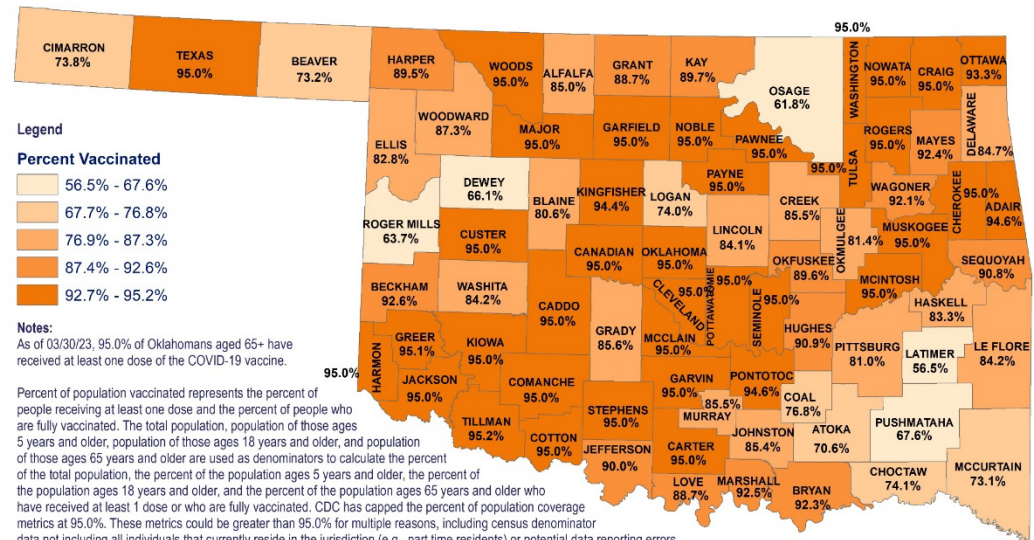 CIMARRON
73.8%
TEXAS
95.0%
BEAVER
73.2%
HARPER
89.5%
WOODS
95.0%
ALFALFA
85.0%
GRANT
88.7%
KAY
89.7%
OSAGE
61.8%
95.0%
WASHINGTON
NOWATA
95.0%
CRAIG
95.0%
OTTAWA
93.3%
WOODWARD
87.3%
ELLIS
82.8%
MAJOR
95.0%
GARFIELD
95.0%
NOBLE
95.0%
PAWNEE
95.0%
95.0%
TULSA
ROGERS
95.0%
MAYES
92.4%
DELAWARE
84.7%
DEWEY
66.1%
ROGER MILLS
63.7%
BLAINE
80.6%
KINGFISHER
94.4%
LOGAN
74.0%
PAYNE
95.0%
CREEK
85.5%
WAGONER
92.1%
CHEROKEE
95.0%
ADAIR
94.6%
CUSTER
95.0%
CANADIAN
95.0%
OKLAHOMA
95.0%
LINCOLN
84.1%
OKMULGEE
81.4%
MUSKOGEE
95.0%
OKFUSKEE
89.6%
MCINTOSH
95.0%
SEQUOYAH
90.8%
BECKHAM
92.6%
WASHITA
84.2%
CADDO
95.0%
GRADY
85.6%
CLEVELAND
95.0%
POTTAWATOMIE
95.0%
SEMINOLE
95.0%
HUGHES
90.9%
PITTSBURG
81.0%
HASKELL
83.3%
LATIMER
56.5%
LE FLORE
84.2%
GREER
95.1%
KIOWA
95.0%
MCCLAIN
95.0%
95.0%
HARMON
JACKSON
95.0%
COMANCHE
95.0%
GARVIN
95.0%
PONTOTOC
94.6%
COAL
76.8%
PUSHMATAHA
67.6%
TILLMAN
95.2%
COTTON
95.0%
STEPHENS
95.0%
85.5%
MURRAY
JOHNSTON
85.4%
ATOKA
70.6%
JEFFERSON
90.0%
CARTER
95.0%
LOVE
88.7%
MARSHALL
92.5%
BRYAN
92.3%
CHOCTAW
74.1%
MCCURTAIN
73.1%
Legend
Percent Vaccinated
56.5% - 67.6%
67.7% - 76.8%
76.9% - 87.3%
87.4% - 92.6%
92.7% - 95.2%
Notes:
As of 03/30/23, 95.0% of Oklahomans aged 65+ have
received at least one dose of the COVID-19 vaccine.
Percent of population vaccinated represents the percent of
people receiving at least one dose and the percent of people who
are fully vaccinated. The total population, population of those ages
5 years and older, population of those ages 18 years and older, and population
of those ages 65 years and older are used as denominators to calculate the percent
of the total population, the percent of the population ages 5 years and older, the percent of
the population ages 18 years and older, and the percent of the population ages 65 years and older who
have received at least 1 dose or who are fully vaccinated. CDC has capped the percent of population coverage
metrics at 95.0%. These metrics could be greater than 95.0% for multiple reasons, including census denominator
data not including all individuals that currently reside in the jurisdiction (e.g., part time residents) or potential data reporting errors